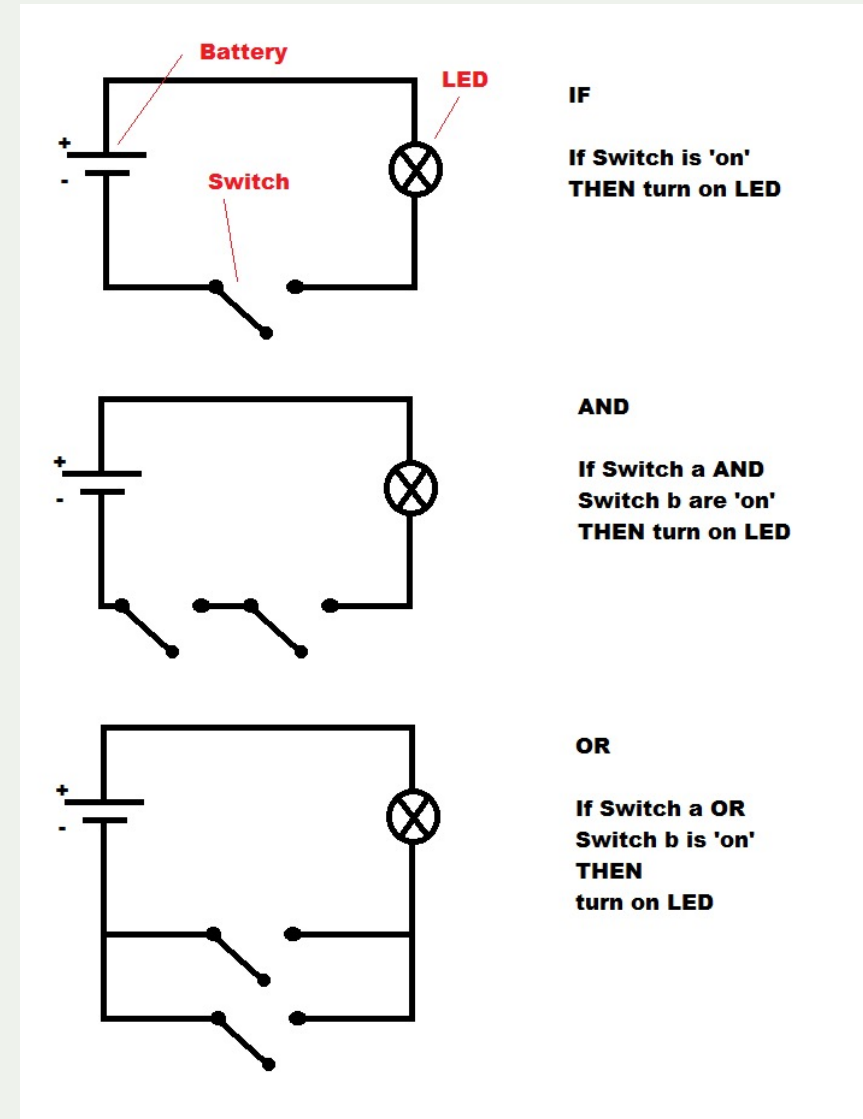 Battery
LED
+
-
Switch
IF
If Switch is 'on'
THEN turn on LED
+
-
AND
If Switch a AND
Switch b are 'on'
THEN turn on LED
+
-
OR
If Switch a OR
Switch b is 'on'
THEN
turn on LED